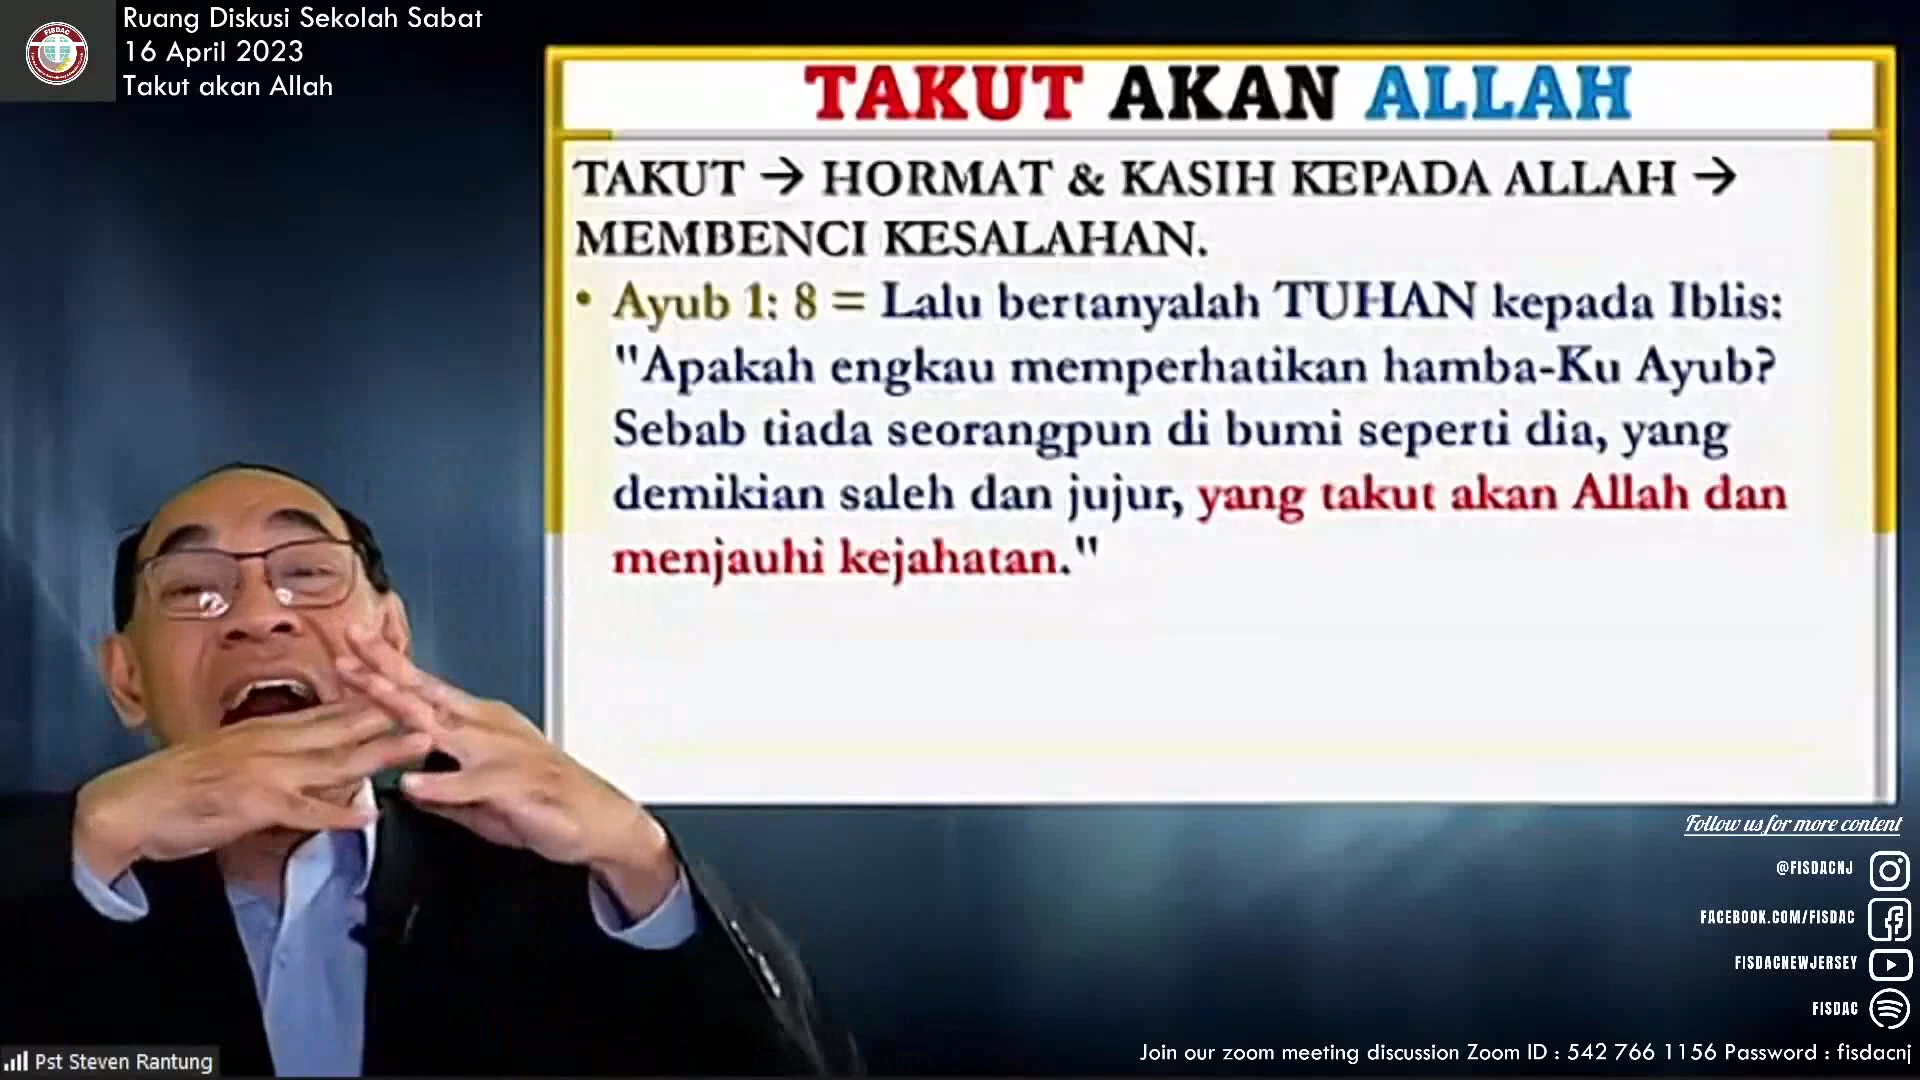 Ruang Diskusi Sekolah Sabat
16 April 2023
Takut akan Allah
FISDAC
TAKUT AKAN ALLAH
TAKUT → HORMAT & KASIH KEPADA ALLAH →
MEMBENCI KESALAHAN.
• Ayub 1: 8 = Lalu bertanyalah TUHAN kepada Iblis:
"Apakah engkau memperhatikan hamba-Ku Ayub?
Sebab tiada seorangpun di bumi seperti dia, yang
demikian saleh dan jujur, yang takut akan Allah dan
menjauhi kejahatan."
Follow us for more content
@FISDACNJ
FACEBOOK.COM/FISDAC
FISDACNEWJERSEY
FISDAC
Pst Steven Rantung
Join our zoom meeting discussion Zoom ID : 542 766 1156 Password : fisdacnj